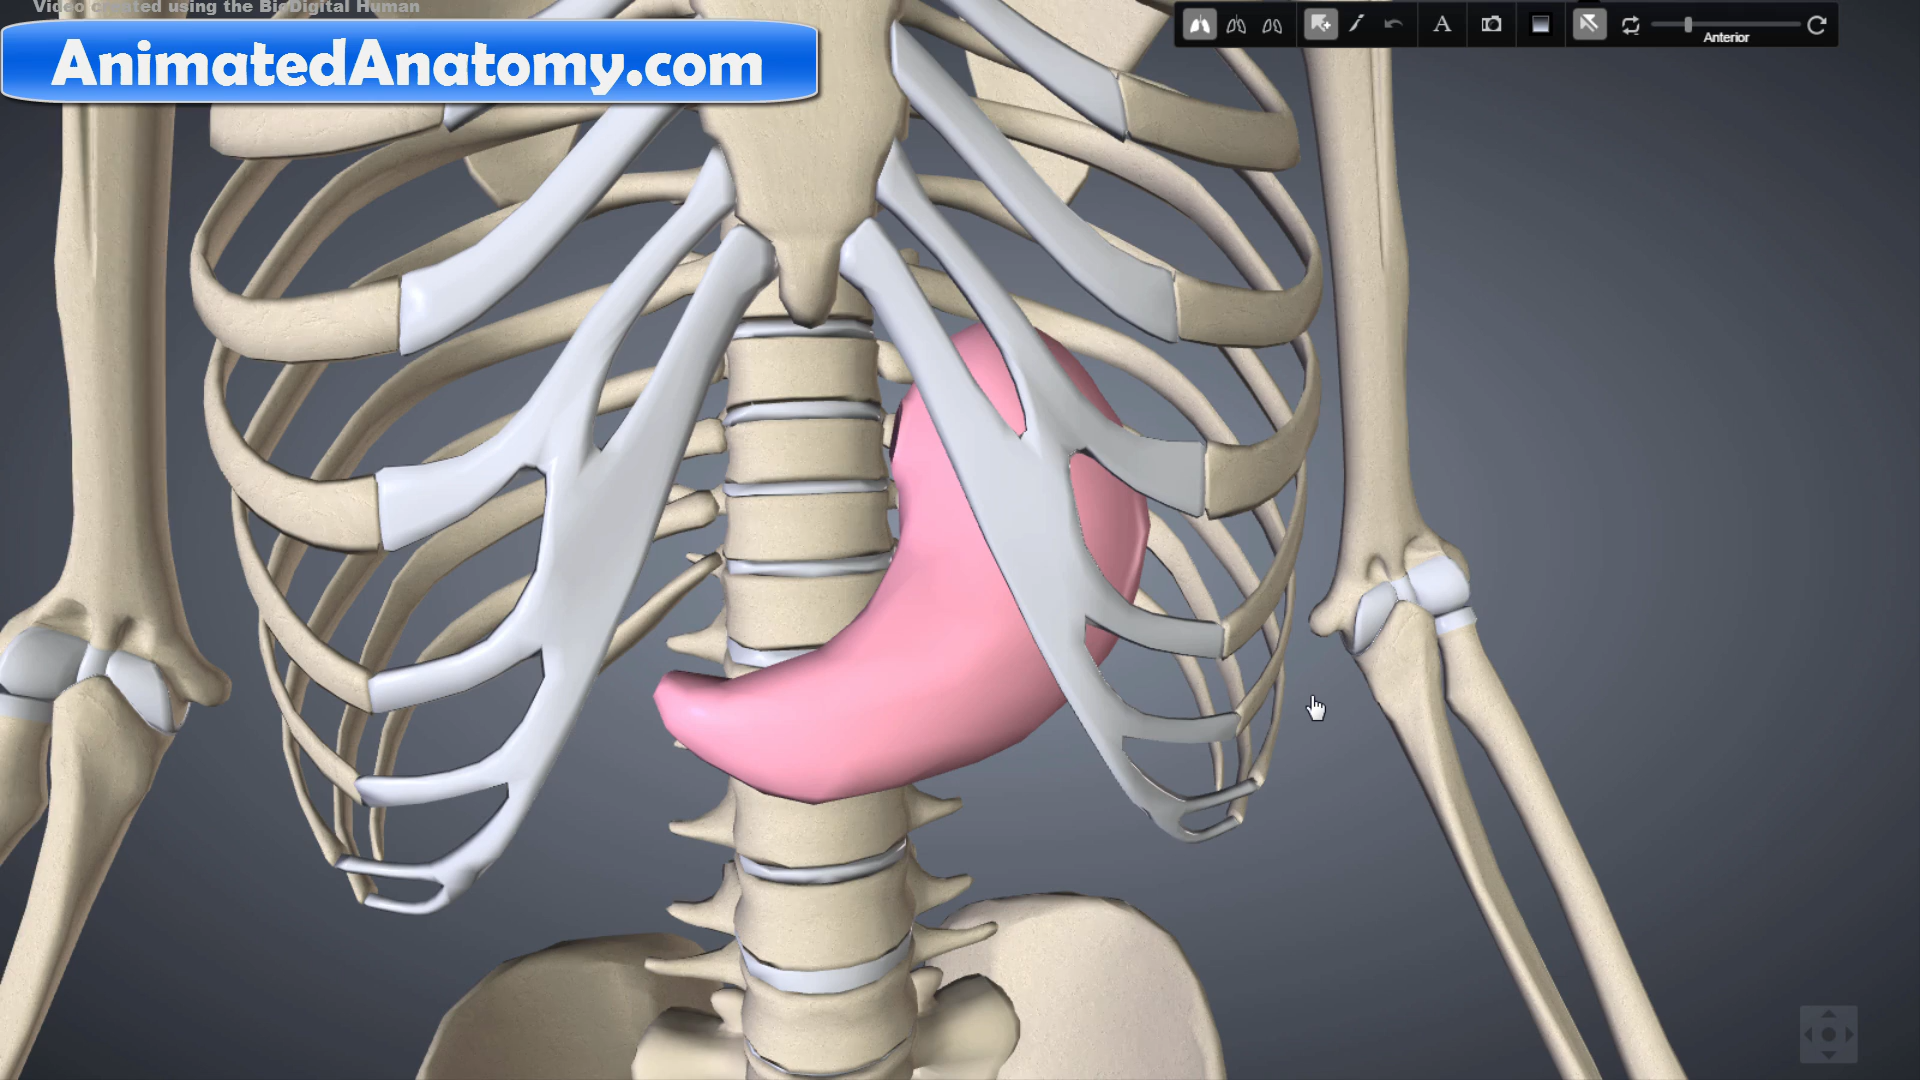 Video created using the BioDigital Human
AnimatedAnatomy.com
A
Anterior